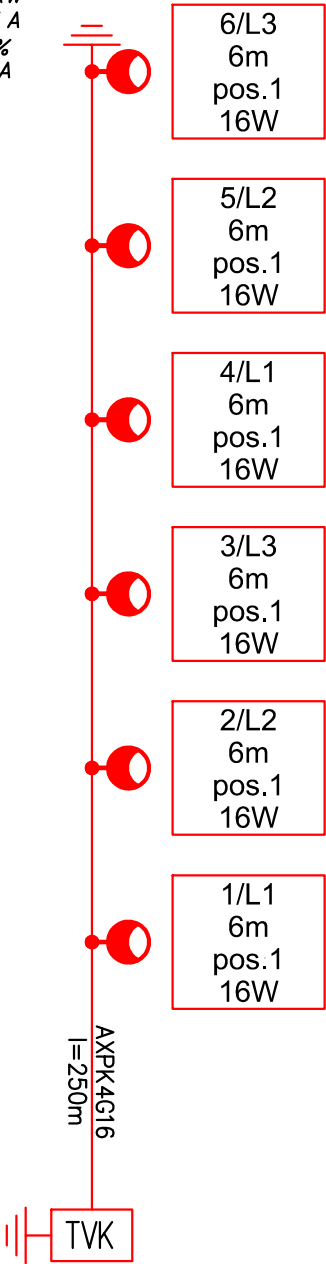 A
%
A
6/L3
6m
pos.1
16W
5/L2
6m
pos.1
16W
4/L1
6m
pos.1
16W
3/L3
6m
pos.1
16W
2/L2
6m
pos.1
16W
1/L1
6m
pos.1
16W
AXPK4G16
l=250m
TVK